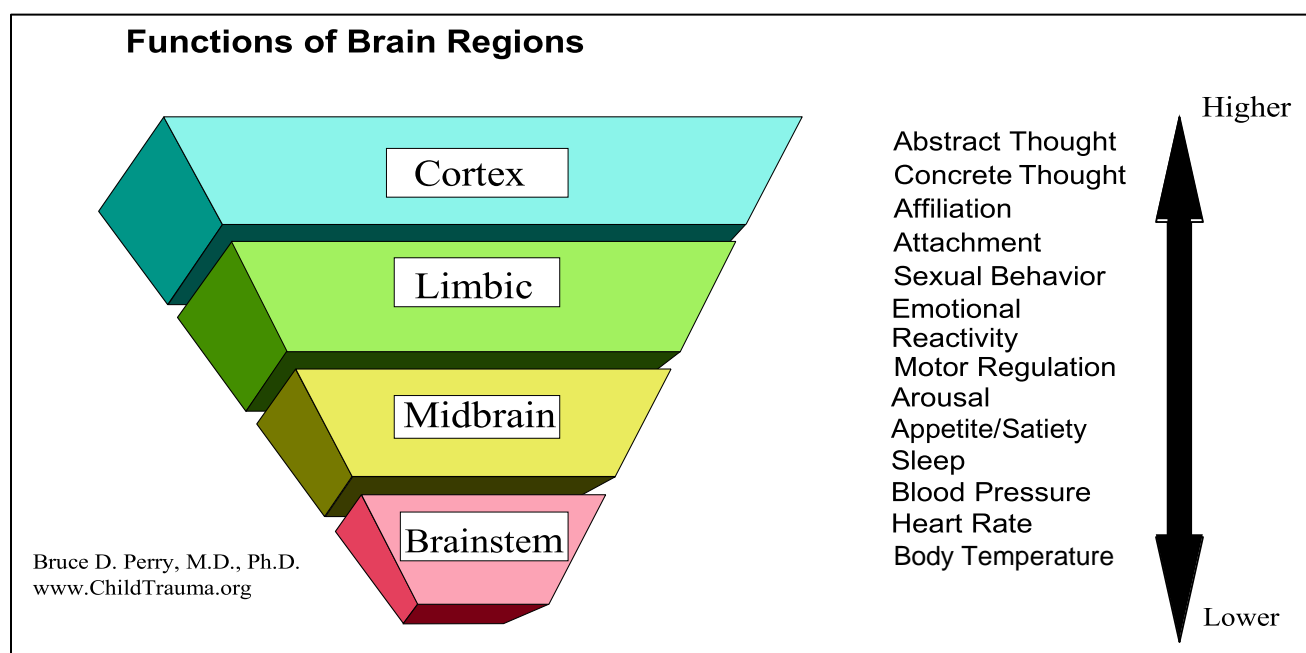 Functions of Brain Regions
Higher
Cortex
Abstract Thought
Concrete Thought
Affiliation
Attachment
Limbic
Sexual Behavior
Emotional
Reactivity
Motor Regulation
Midbrain
Arousal
Appetite/Satiety
Sleep
Blood Pressure
Heart Rate
Brainstem
Body Temperature
Bruce D. Perry, M.D., Ph.D.
www.ChildTrauma.org
Lower